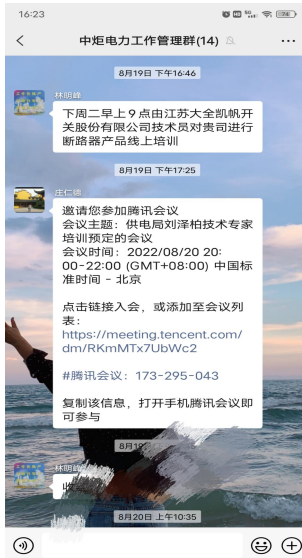 16:23
中炬电力工作管理群(14)
8月19日 下午16:46
林明峰
下周二早上9点由江苏大全凯帆开
关股份有限公司技术员对贵司进行
断路器产品线上培训
8月19日 下午17:25
庄仁德
邀请您参加腾讯会议
会议主题：供电局刘泽柏技术专家
培训预定的会议
会议时间：2022/08/20 20:
00-22:00 (GMT+08:00) 中国标
准时间 - 北京
点击链接入会，或添加至会议列
表：
https://meeting.tencent.com/
dm/RKmMTx7UbWc2
#腾讯会议：173-295-043
复制该信息，打开手机腾讯会议即
可参与
8月19
林明峰
收
8月20日 上午10:35